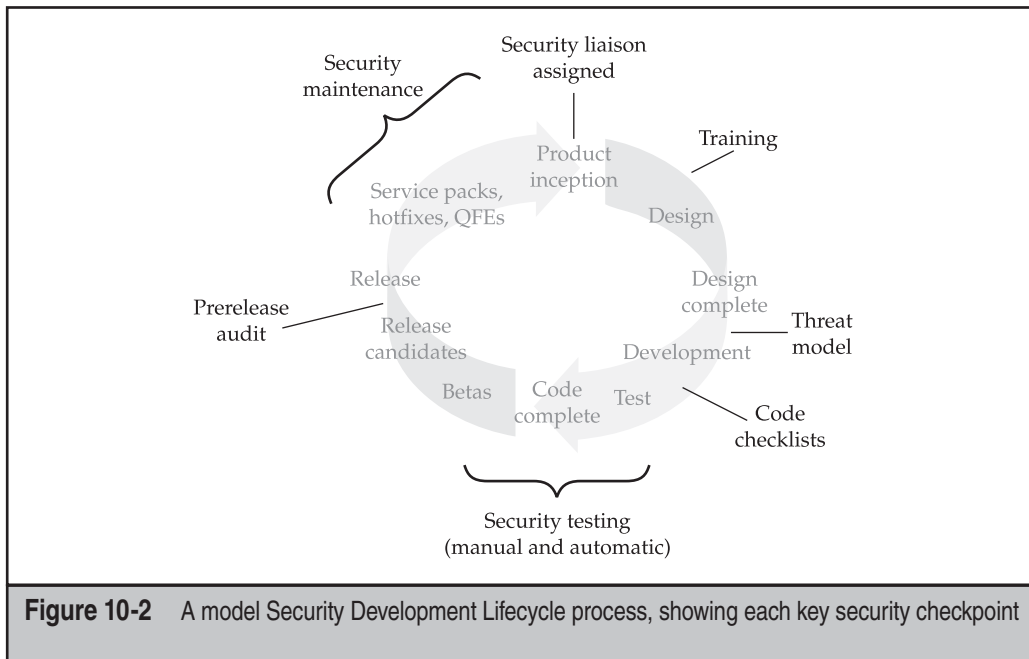 Security liaison
assigned
Security
maintenance
Training
Product
inception
Service packs,
hotfixes, QFEs
Design
Release
Design
complete
Prerelease
audit
Threat
model
Release
candidates
Development
Betas
Code
complete
Test
Code
checklists
Security testing
(manual and automatic)
Figure 10-2 A model Security Development Lifecycle process, showing each key security checkpoint